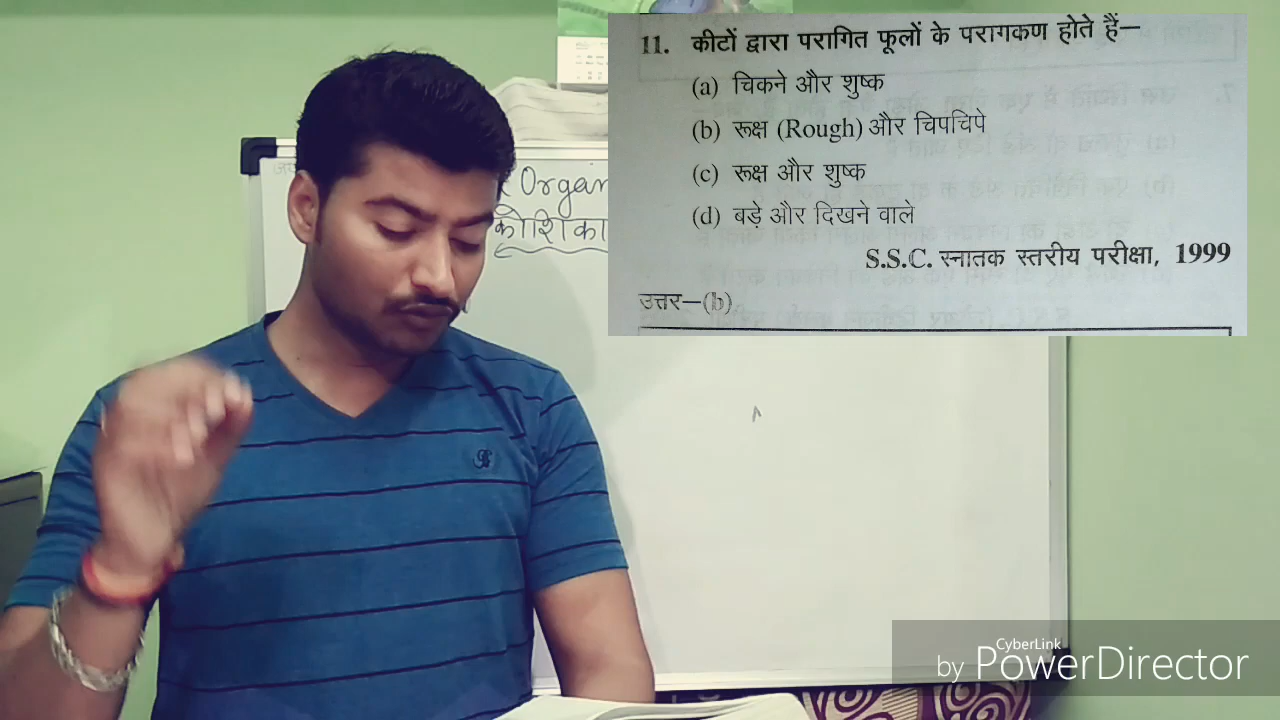 11. कीटों द्वारा परागित फूलों के परागकण होते हैं–
(a) चिकने और शुष्क
(b) रूक्ष (Rough) और चिपचिपे
(c) रूक्ष और शुष्क
(d) बड़े और दिखने वाले
S.S.C. स्नातक स्तरीय परीक्षा, 1999
उत्तर–(b)
Organ
कोशिका
CyberLink
by PowerDirector